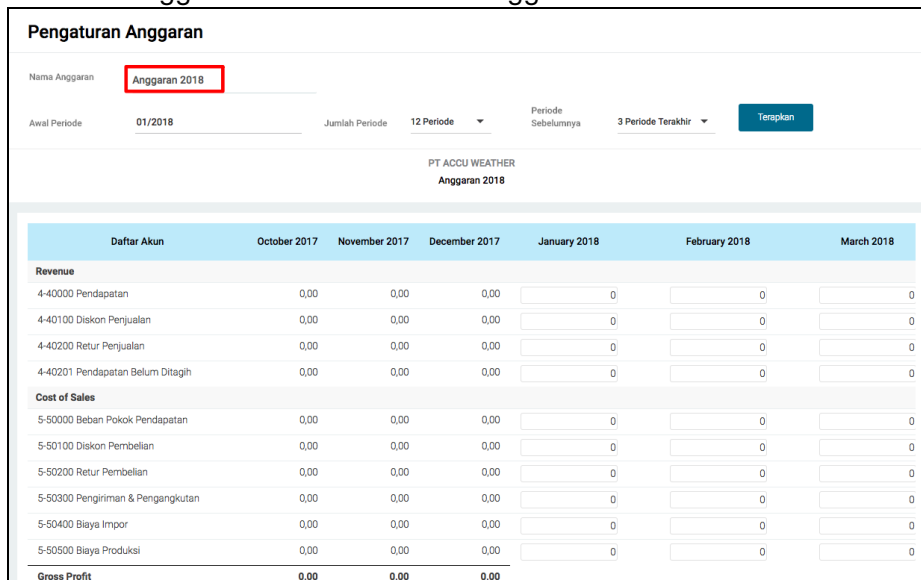 Pengaturan Anggaran
Nama Anggaran Anggaran 2018
Awal Periode 01/2018 Jumlah Periode 12 Periode Periode Sebelumnya 3 Periode Terakhir Terapkan
PT ACCU WEATHER
Anggaran 2018
Daftar Akun October 2017 November 2017 December 2017 January 2018 February 2018 March 2018
Revenue
4-40000 Pendapatan 0,00 0,00 0,00 0 0 0
4-40100 Diskon Penjualan 0,00 0,00 0,00 0 0 0
4-40200 Retur Penjualan 0,00 0,00 0,00 0 0 0
4-40201 Pendapatan Belum Ditagih 0,00 0,00 0,00 0 0 0
Cost of Sales
5-50000 Beban Pokok Pendapatan 0,00 0,00 0,00 0 0 0
5-50100 Diskon Pembelian 0,00 0,00 0,00 0 0 0
5-50200 Retur Pembelian 0,00 0,00 0,00 0 0 0
5-50300 Pengiriman & Pengangkutan 0,00 0,00 0,00 0 0 0
5-50400 Biaya Impor 0,00 0,00 0,00 0 0 0
5-50500 Biaya Produksi 0,00 0,00 0,00 0 0 0
Gross Profit 0,00 0,00 0,00